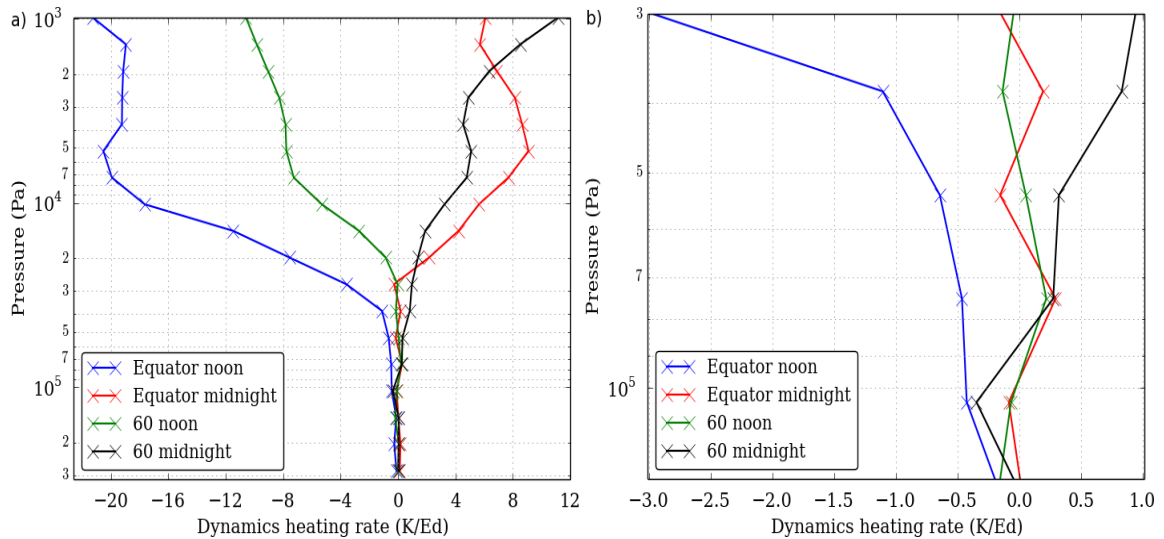 a)
10³
2
3
5
7
10⁴
2
3
5
7
10⁵
2
3
Pressure (Pa)
Equator noon
Equator midnight
60 noon
60 midnight
−20 −16 −12 −8 −4 0 4 8 12
Dynamics heating rate (K/Ed)
b)
3
5
7
10⁵
Pressure (Pa)
Equator noon
Equator midnight
60 noon
60 midnight
−3.0 −2.5 −2.0 −1.5 −1.0 −0.5 0.0 0.5 1.0
Dynamics heating rate (K/Ed)